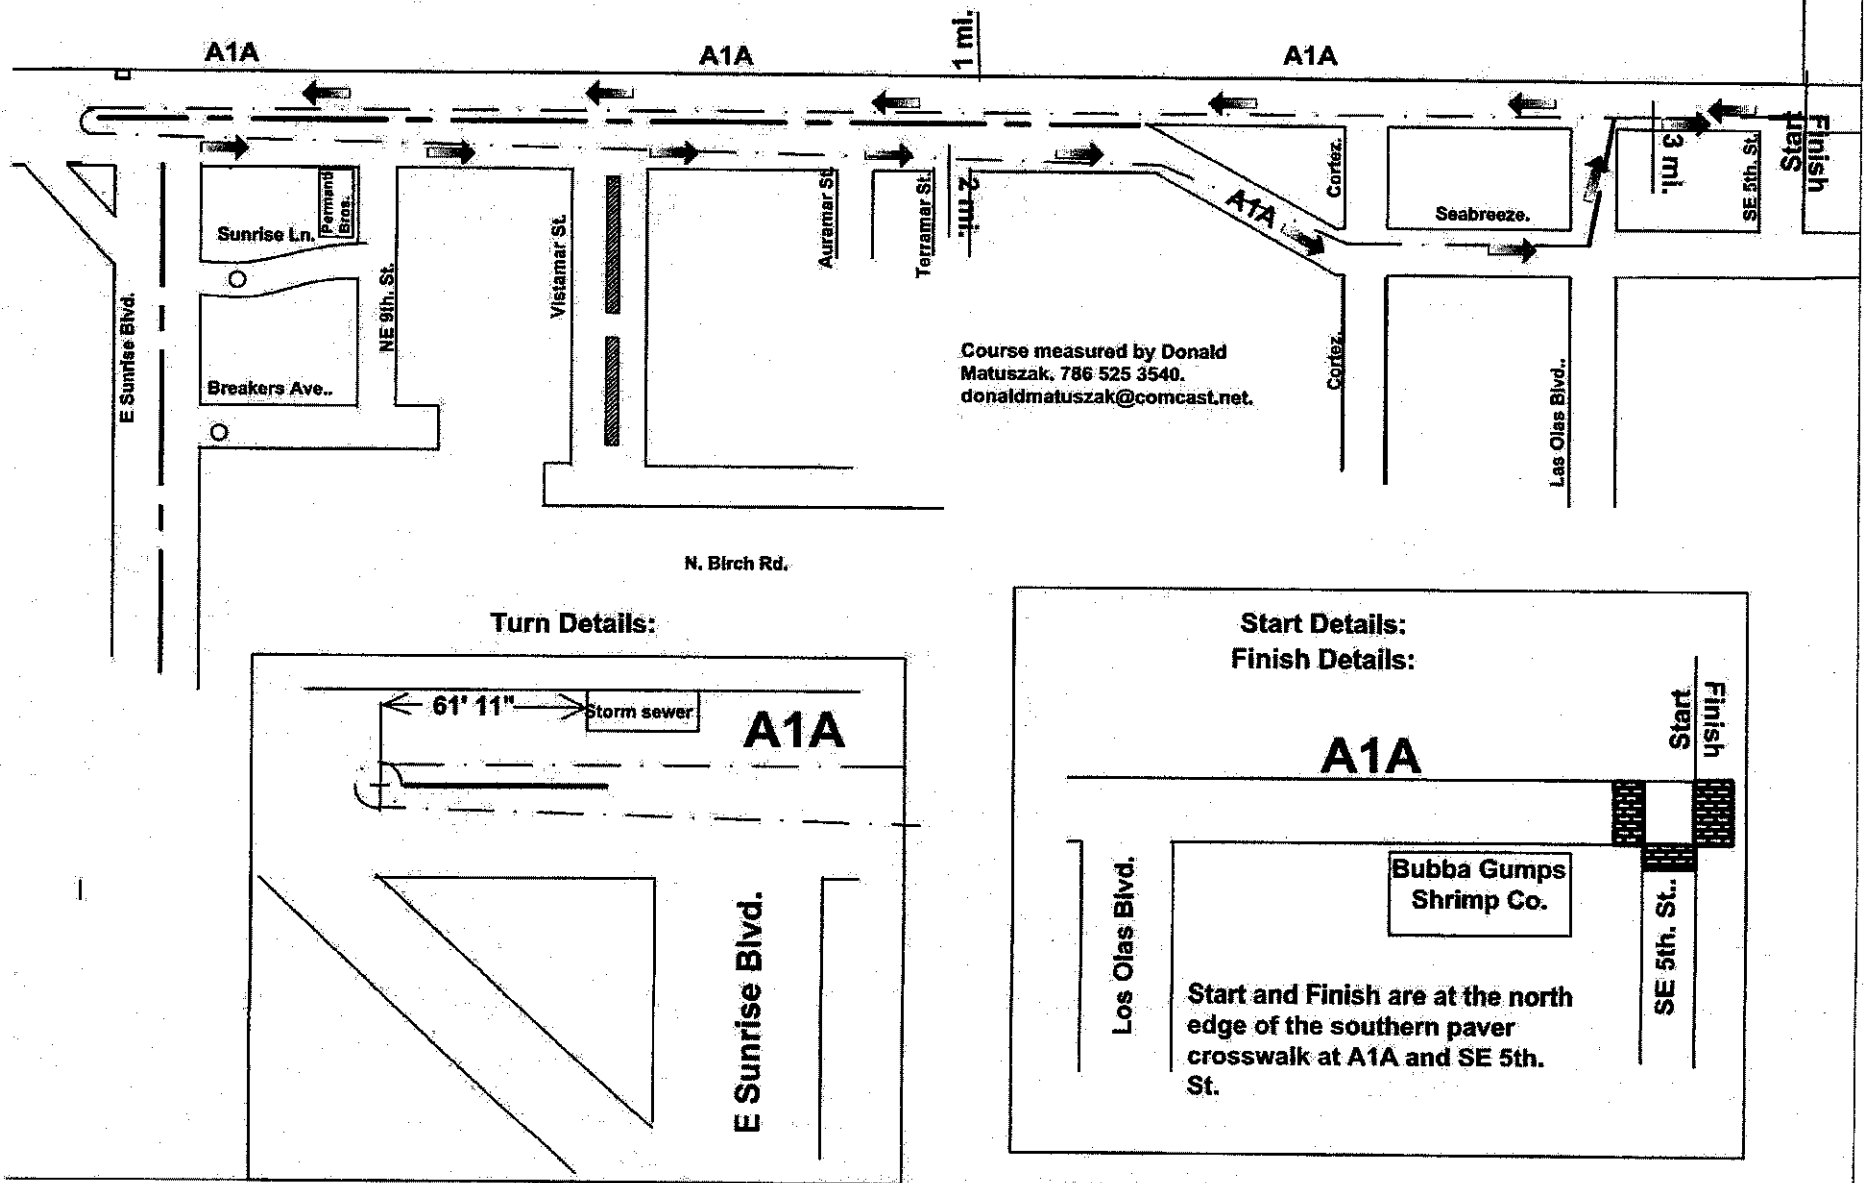 A1A
A1A
1 mi.
A1A
Start
Finish
3 mi.
SE 5th. St.
Seabreeze.
Cortez.
A1A
2 mi.
Terramar St.
Auramar St.
Vistamar St.
NE 9th. St.
Permanti
Bros.
Sunrise Ln.
E Sunrise Blvd.
Breakers Ave..
Cortez.
Las Olas Blvd..
Course measured by Donald
Matuszak, 786 525 3540.
donaldmatuszak@comcast.net.
N. Birch Rd.
Turn Details:
61' 11"
Storm sewer
A1A
E Sunrise Blvd.
Start Details:
Finish Details:
Start
Finish
A1A
Bubba Gumps
Shrimp Co.
Los Olas Blvd.
SE 5th. St..
Start and Finish are at the north
edge of the southern paver
crosswalk at A1A and SE 5th.
St.